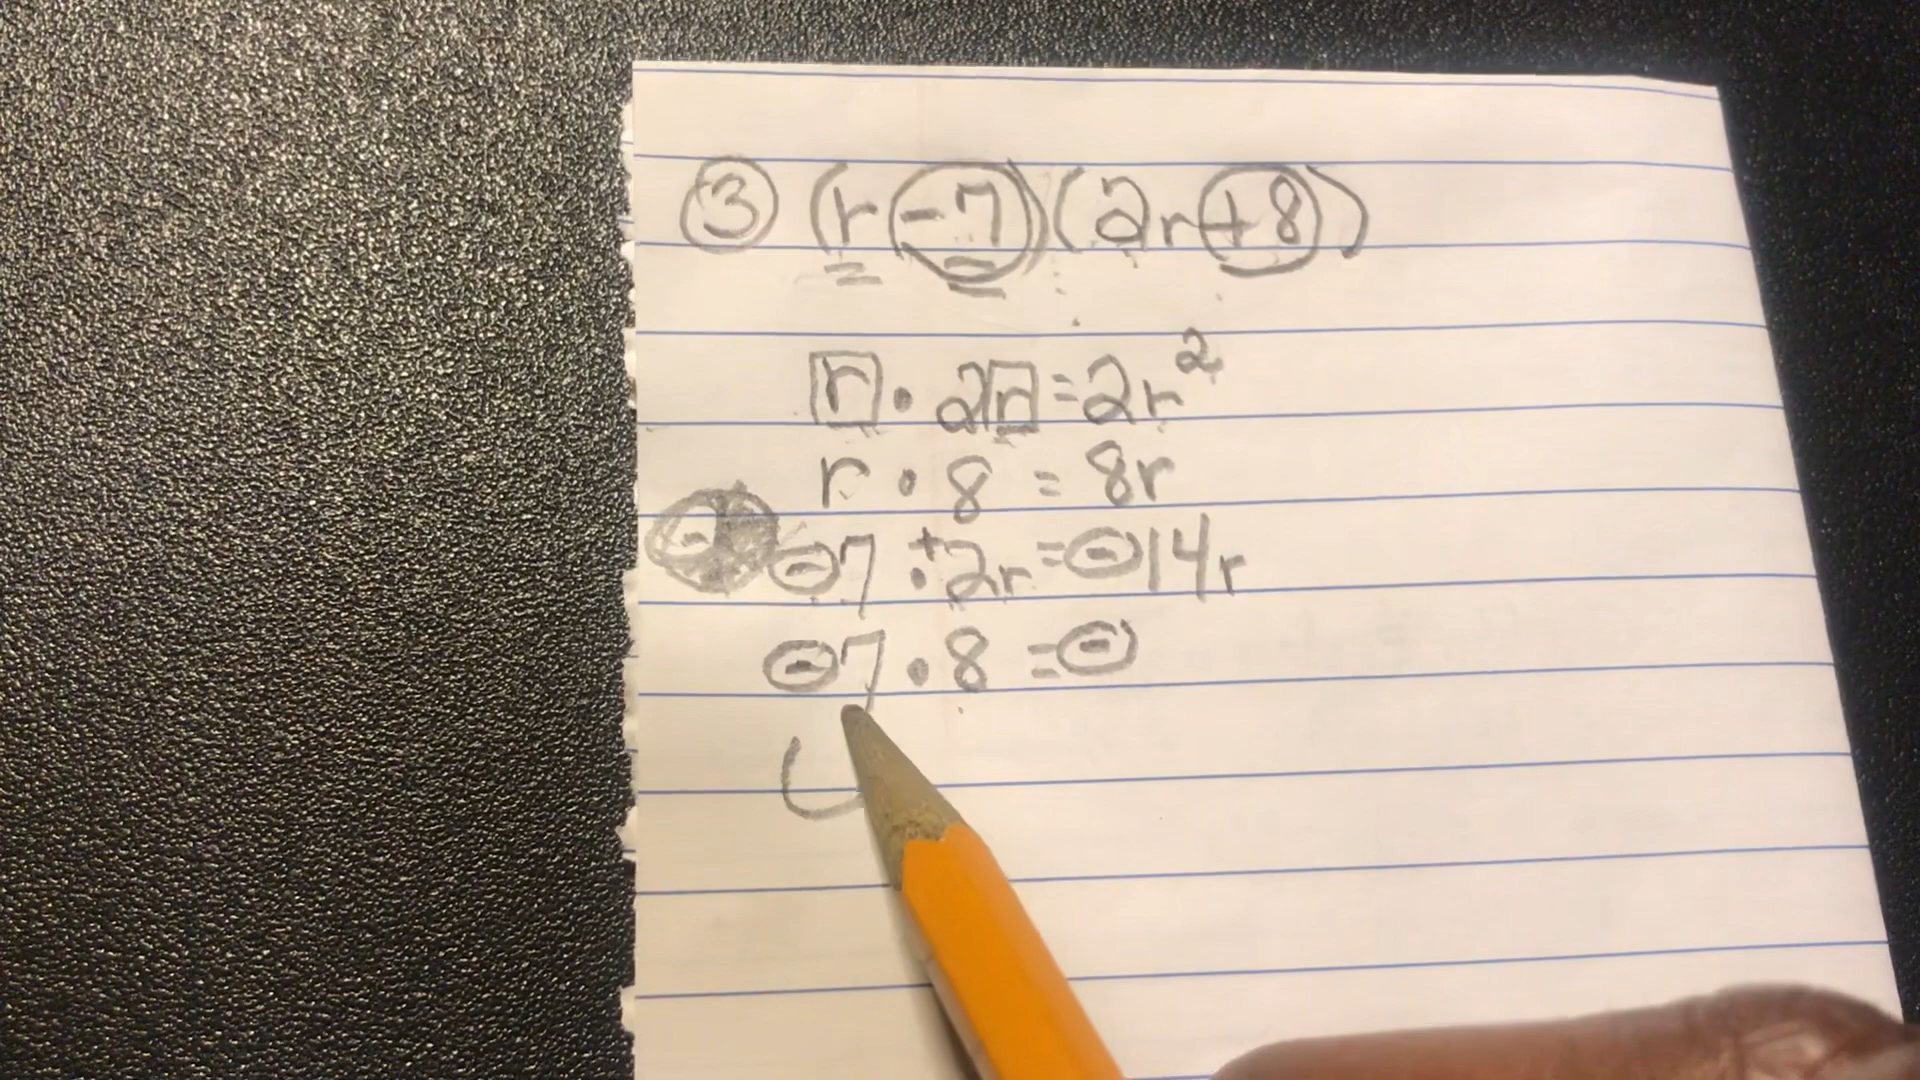 ③ (r-7)(2r+8)
r · 2r = 2r²
r · 8 = 8r
-7 · +2r = -14r
-7 · 8 = -